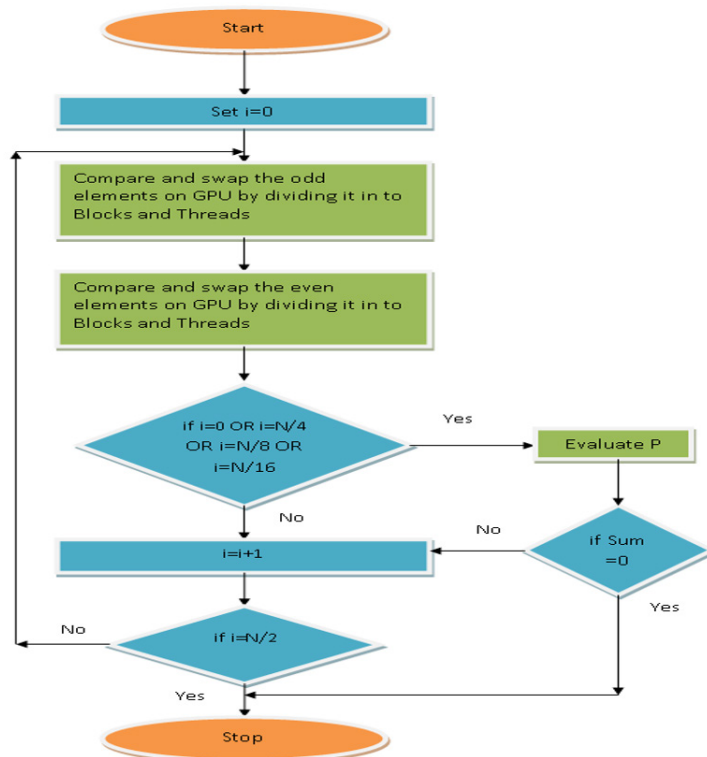 Start
Set i=0
Compare and swap the odd
elements on GPU by dividing it in to
Blocks and Threads
Compare and swap the even
elements on GPU by dividing it in to
Blocks and Threads
if i=0 OR i=N/4
OR i=N/8 OR
i=N/16
Yes
Evaluate P
No
if Sum
=0
No
Yes
i=i+1
if i=N/2
No
Yes
Stop